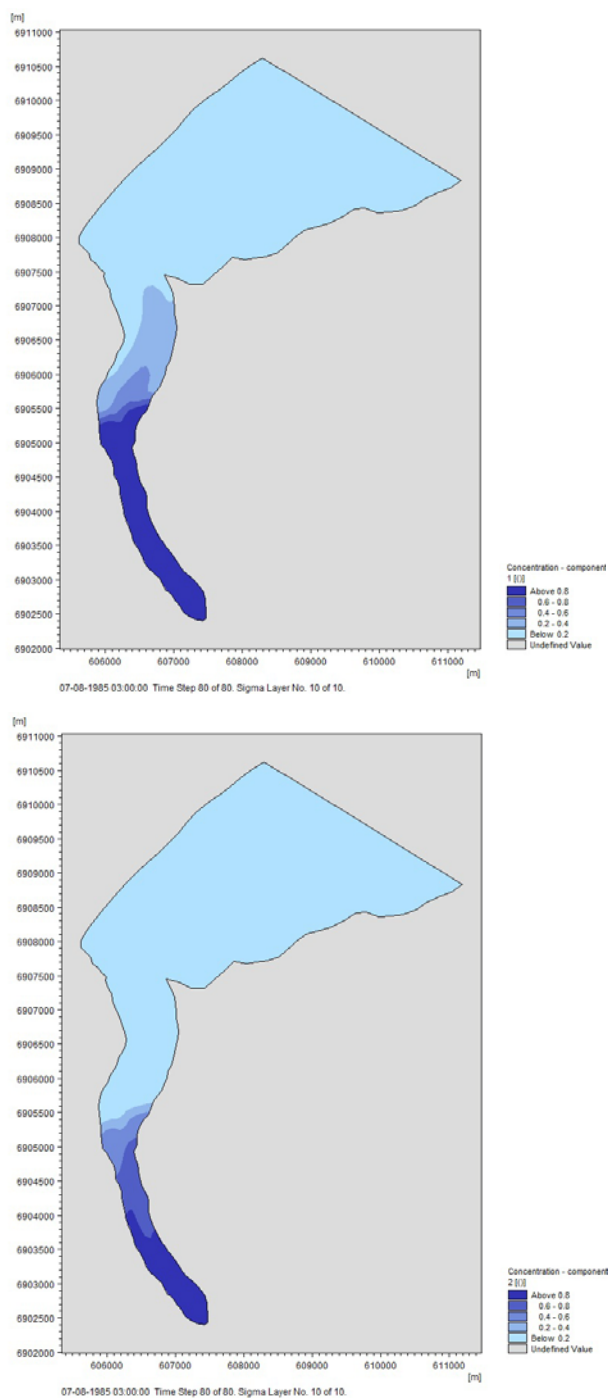 [m]
6911000
6910500
6910000
6909500
6909000
6908500
6908000
6907500
6907000
6906500
6906000
6905500
6905000
6904500
6904000
6903500
6903000
6902500
6902000
606000 607000 608000 609000 610000 611000
[m]
Concentration - component
1 [()]
Above 0.8
0.6 - 0.8
0.4 - 0.6
0.2 - 0.4
Below 0.2
Undefined Value
07-08-1985 03:00:00 Time Step 80 of 80. Sigma Layer No. 10 of 10.
[m]
6911000
6910500
6910000
6909500
6909000
6908500
6908000
6907500
6907000
6906500
6906000
6905500
6905000
6904500
6904000
6903500
6903000
6902500
6902000
606000 607000 608000 609000 610000 611000
[m]
Concentration - component
2 [()]
Above 0.8
0.6 - 0.8
0.4 - 0.6
0.2 - 0.4
Below 0.2
Undefined Value
07-08-1985 03:00:00 Time Step 80 of 80. Sigma Layer No. 10 of 10.